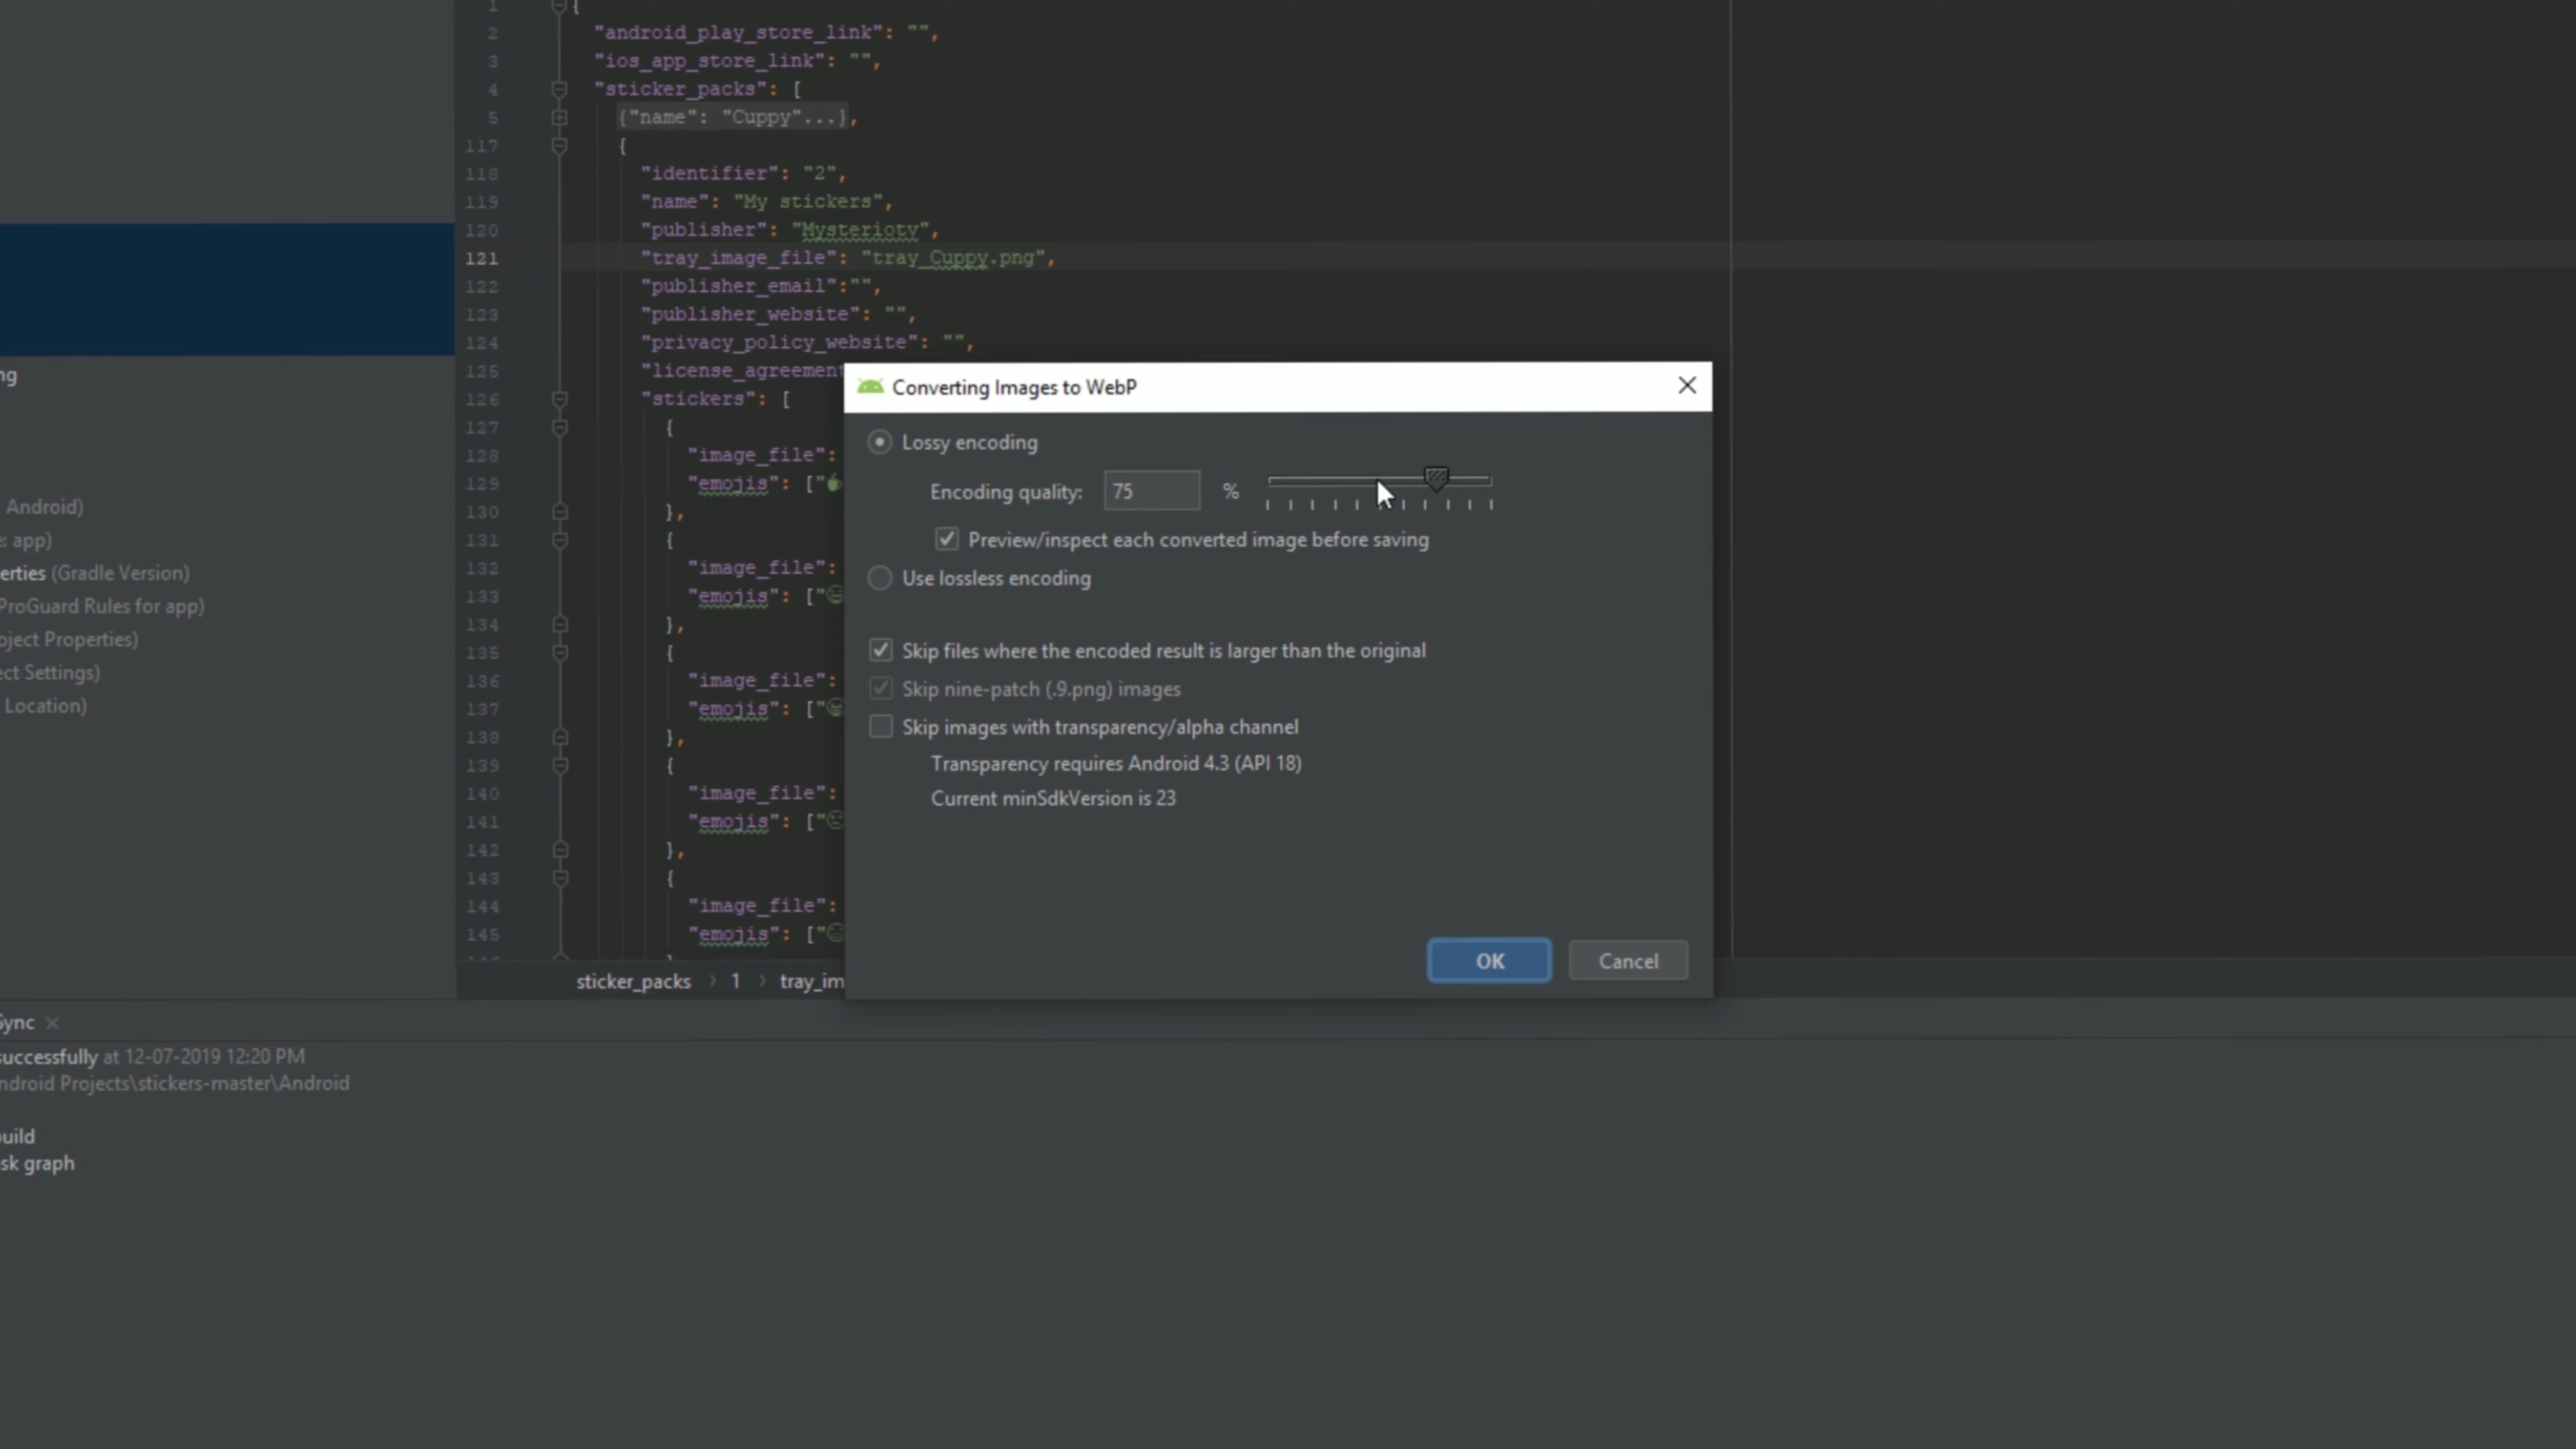 1 {
2 "android_play_store_link": "",
3 "ios_app_store_link": "",
4 "sticker_packs": [
5 {"name": "Cuppy"...},
117 {
118 "identifier": "2",
119 "name": "My stickers",
120 "publisher": "Mysteriotv",
121 "tray_image_file": "tray_Cuppy.png",
122 "publisher_email":"",
123 "publisher_website": "",
124 "privacy_policy_website": "",
125 "license_agreement
126 "stickers": [
127 {
128 "image_file":
129 "emojis": ["
130 },
131 {
132 "image_file":
133 "emojis": ["
134 },
135 {
136 "image_file":
137 "emojis": ["
138 },
139 {
140 "image_file":
141 "emojis": ["
142 },
143 {
144 "image_file":
145 "emojis": ["
sticker_packs › 1 › tray_im
ng
Android)
e: app)
erties (Gradle Version)
ProGuard Rules for app)
oject Properties)
ect Settings)
Location)
Converting Images to WebP
Lossy encoding
Encoding quality: 75 %
Preview/inspect each converted image before saving
Use lossless encoding
Skip files where the encoded result is larger than the original
Skip nine-patch (.9.png) images
Skip images with transparency/alpha channel
Transparency requires Android 4.3 (API 18)
Current minSdkVersion is 23
OK Cancel
Sync
successfully at 12-07-2019 12:20 PM
ndroid Projects\stickers-master\Android
build
sk graph